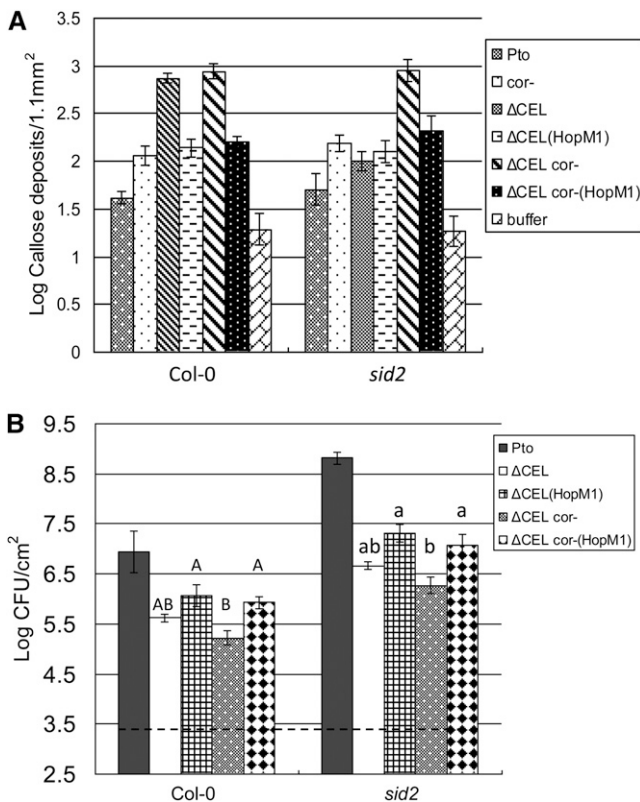 A
Log Callose deposits/1.1mm²
3.5
3
2.5
2
1.5
1
0.5
0
Col-0
sid2
Pto
cor-
ΔCEL
ΔCEL(HopM1)
ΔCEL cor-
ΔCEL cor-(HopM1)
buffer
B
Log CFU/cm²
9.5
8.5
7.5
6.5
5.5
4.5
3.5
2.5
AB
A
B
A
ab
a
b
a
Col-0
sid2
Pto
ΔCEL
ΔCEL(HopM1)
ΔCEL cor-
ΔCEL cor-(HopM1)